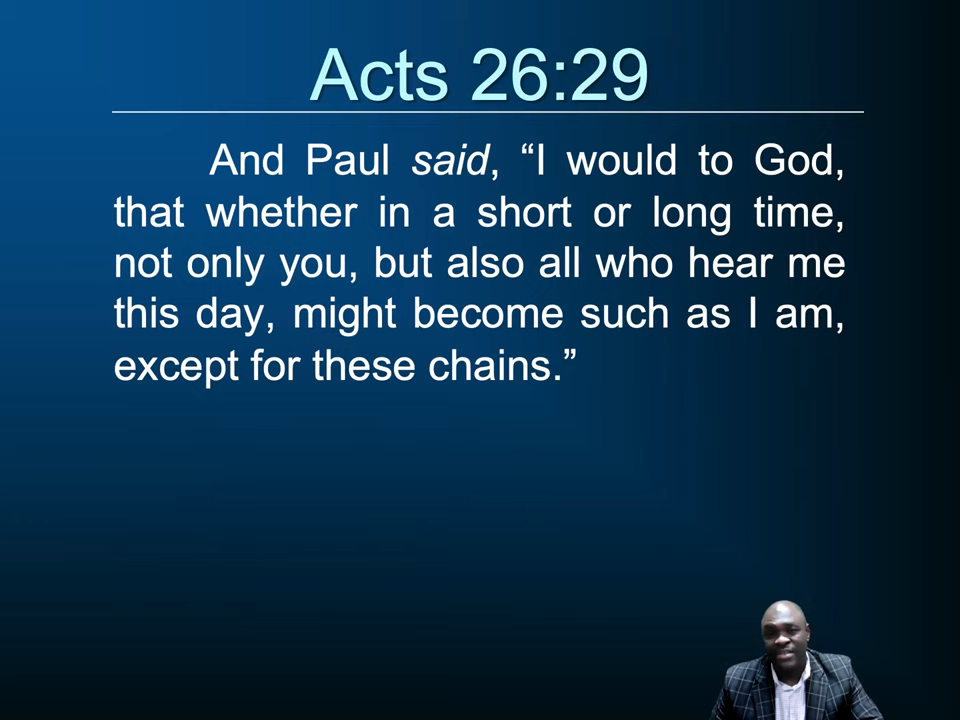 Acts 26:29
And Paul said, “I would to God,
that whether in a short or long time,
not only you, but also all who hear me
this day, might become such as I am,
except for these chains.”